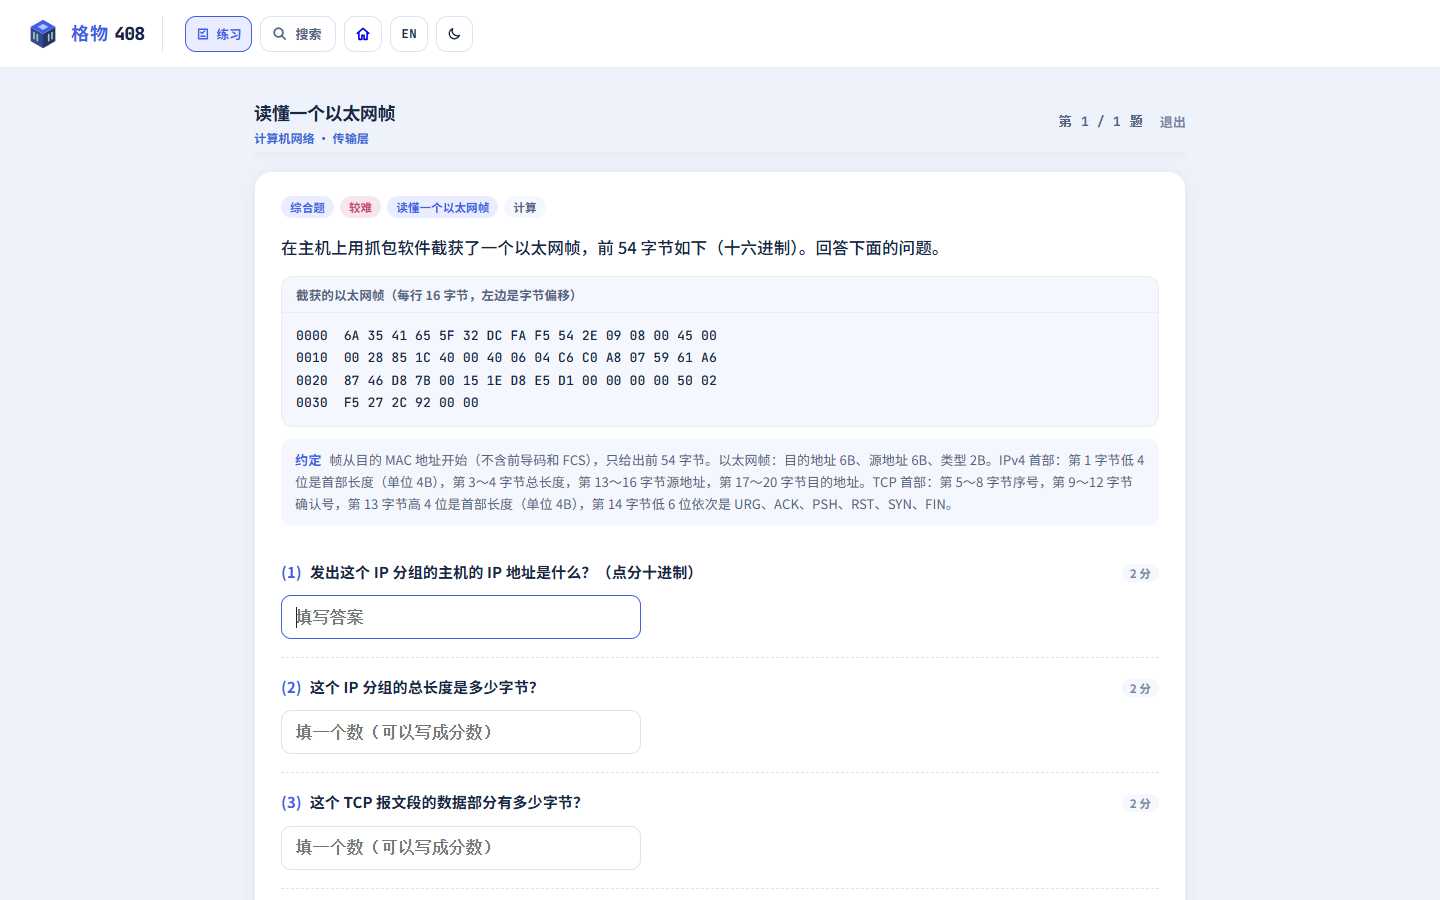 格物 408
练习
搜索
EN
读懂一个以太网帧
计算机网络 · 传输层
第 1 / 1 题
退出
综合题
较难
读懂一个以太网帧
计算
在主机上用抓包软件截获了一个以太网帧，前 54 字节如下（十六进制）。回答下面的问题。
截获的以太网帧（每行 16 字节，左边是字节偏移）
0000  6A 35 41 65 5F 32 DC FA F5 54 2E 09 08 00 45 00
0010  00 28 85 1C 40 00 40 06 04 C6 C0 A8 07 59 61 A6
0020  87 46 D8 7B 00 15 1E D8 E5 D1 00 00 00 00 50 02
0030  F5 27 2C 92 00 00
约定 帧从目的 MAC 地址开始（不含前导码和 FCS），只给出前 54 字节。以太网帧：目的地址 6B、源地址 6B、类型 2B。IPv4 首部：第 1 字节低 4
位是首部长度（单位 4B），第 3～4 字节总长度，第 13～16 字节源地址，第 17～20 字节目的地址。TCP 首部：第 5～8 字节序号，第 9～12 字节
确认号，第 13 字节高 4 位是首部长度（单位 4B），第 14 字节低 6 位依次是 URG、ACK、PSH、RST、SYN、FIN。
(1) 发出这个 IP 分组的主机的 IP 地址是什么？（点分十进制）
2 分
填写答案
(2) 这个 IP 分组的总长度是多少字节？
2 分
填一个数（可以写成分数）
(3) 这个 TCP 报文段的数据部分有多少字节？
2 分
填一个数（可以写成分数）